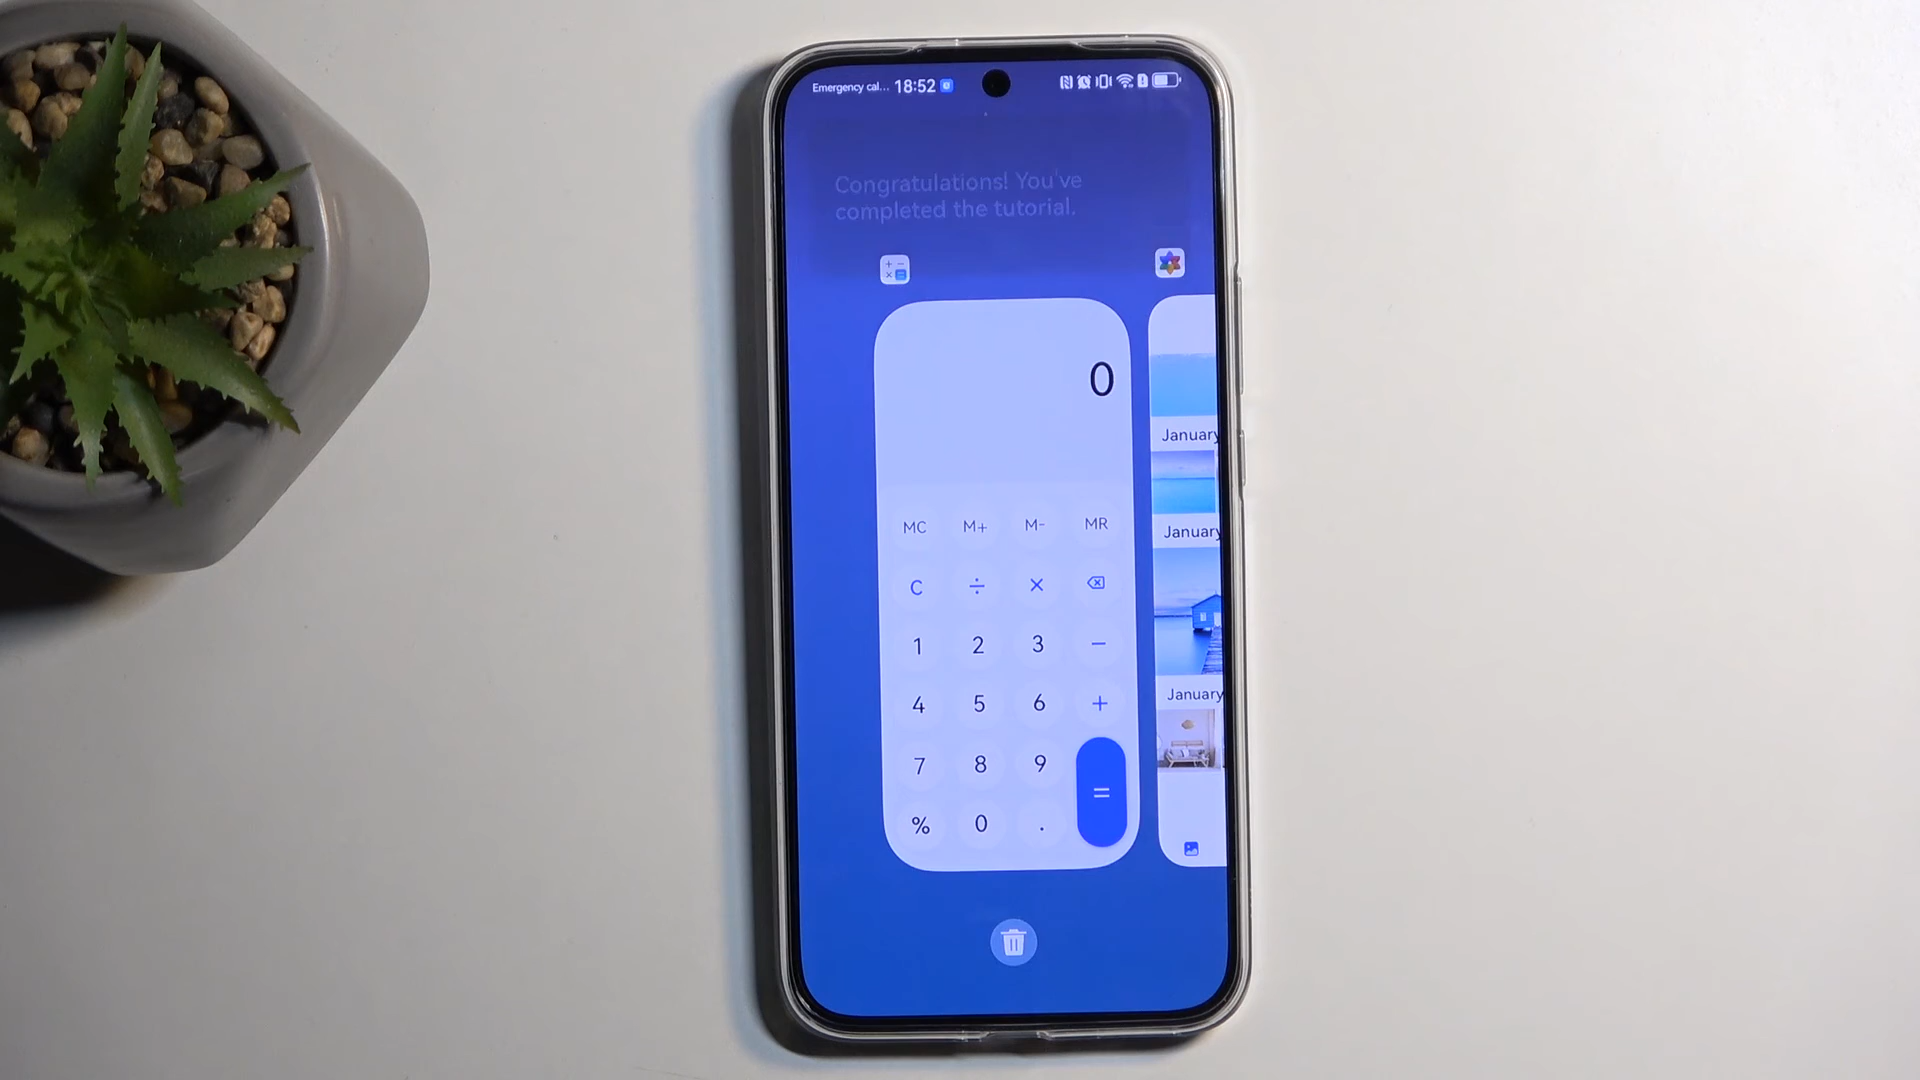 Emergency cal... 18:52
Congratulations! You've
completed the tutorial.
0
January
MC M+ M- MR
January
C ÷ ×
1 2 3 −
4 5 6 +
January
7 8 9
=
% 0 .